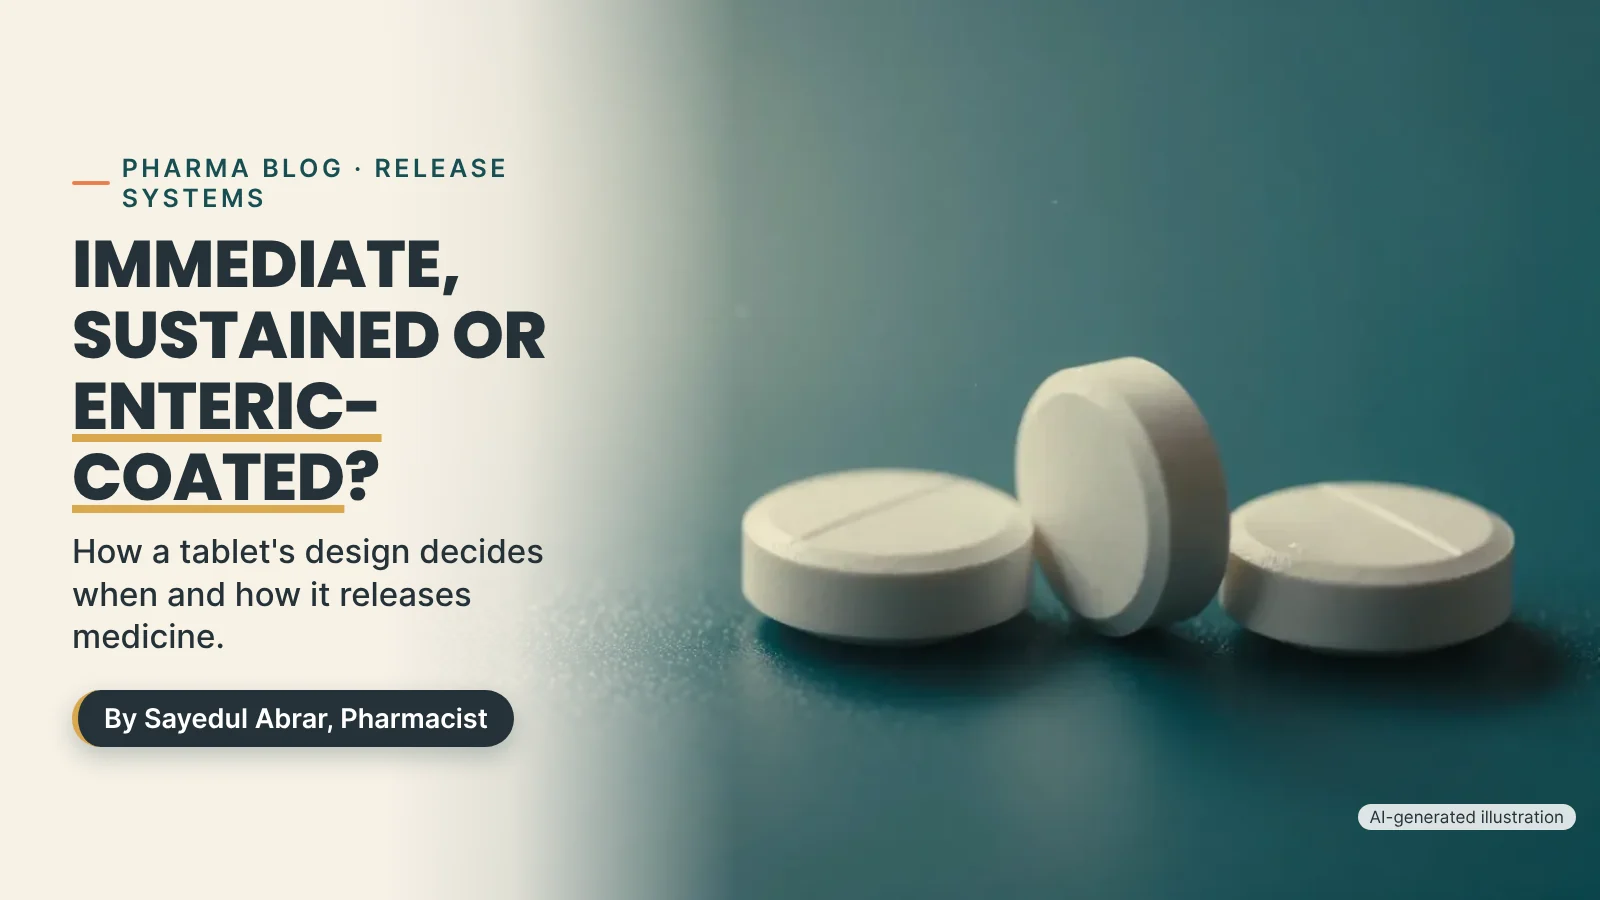 PHARMA BLOG · RELEASE
SYSTEMS
IMMEDIATE,
SUSTAINED OR
ENTERIC-
COATED?
How a tablet's design decides
when and how it releases
medicine.
By Sayedul Abrar, Pharmacist
AI-generated illustration